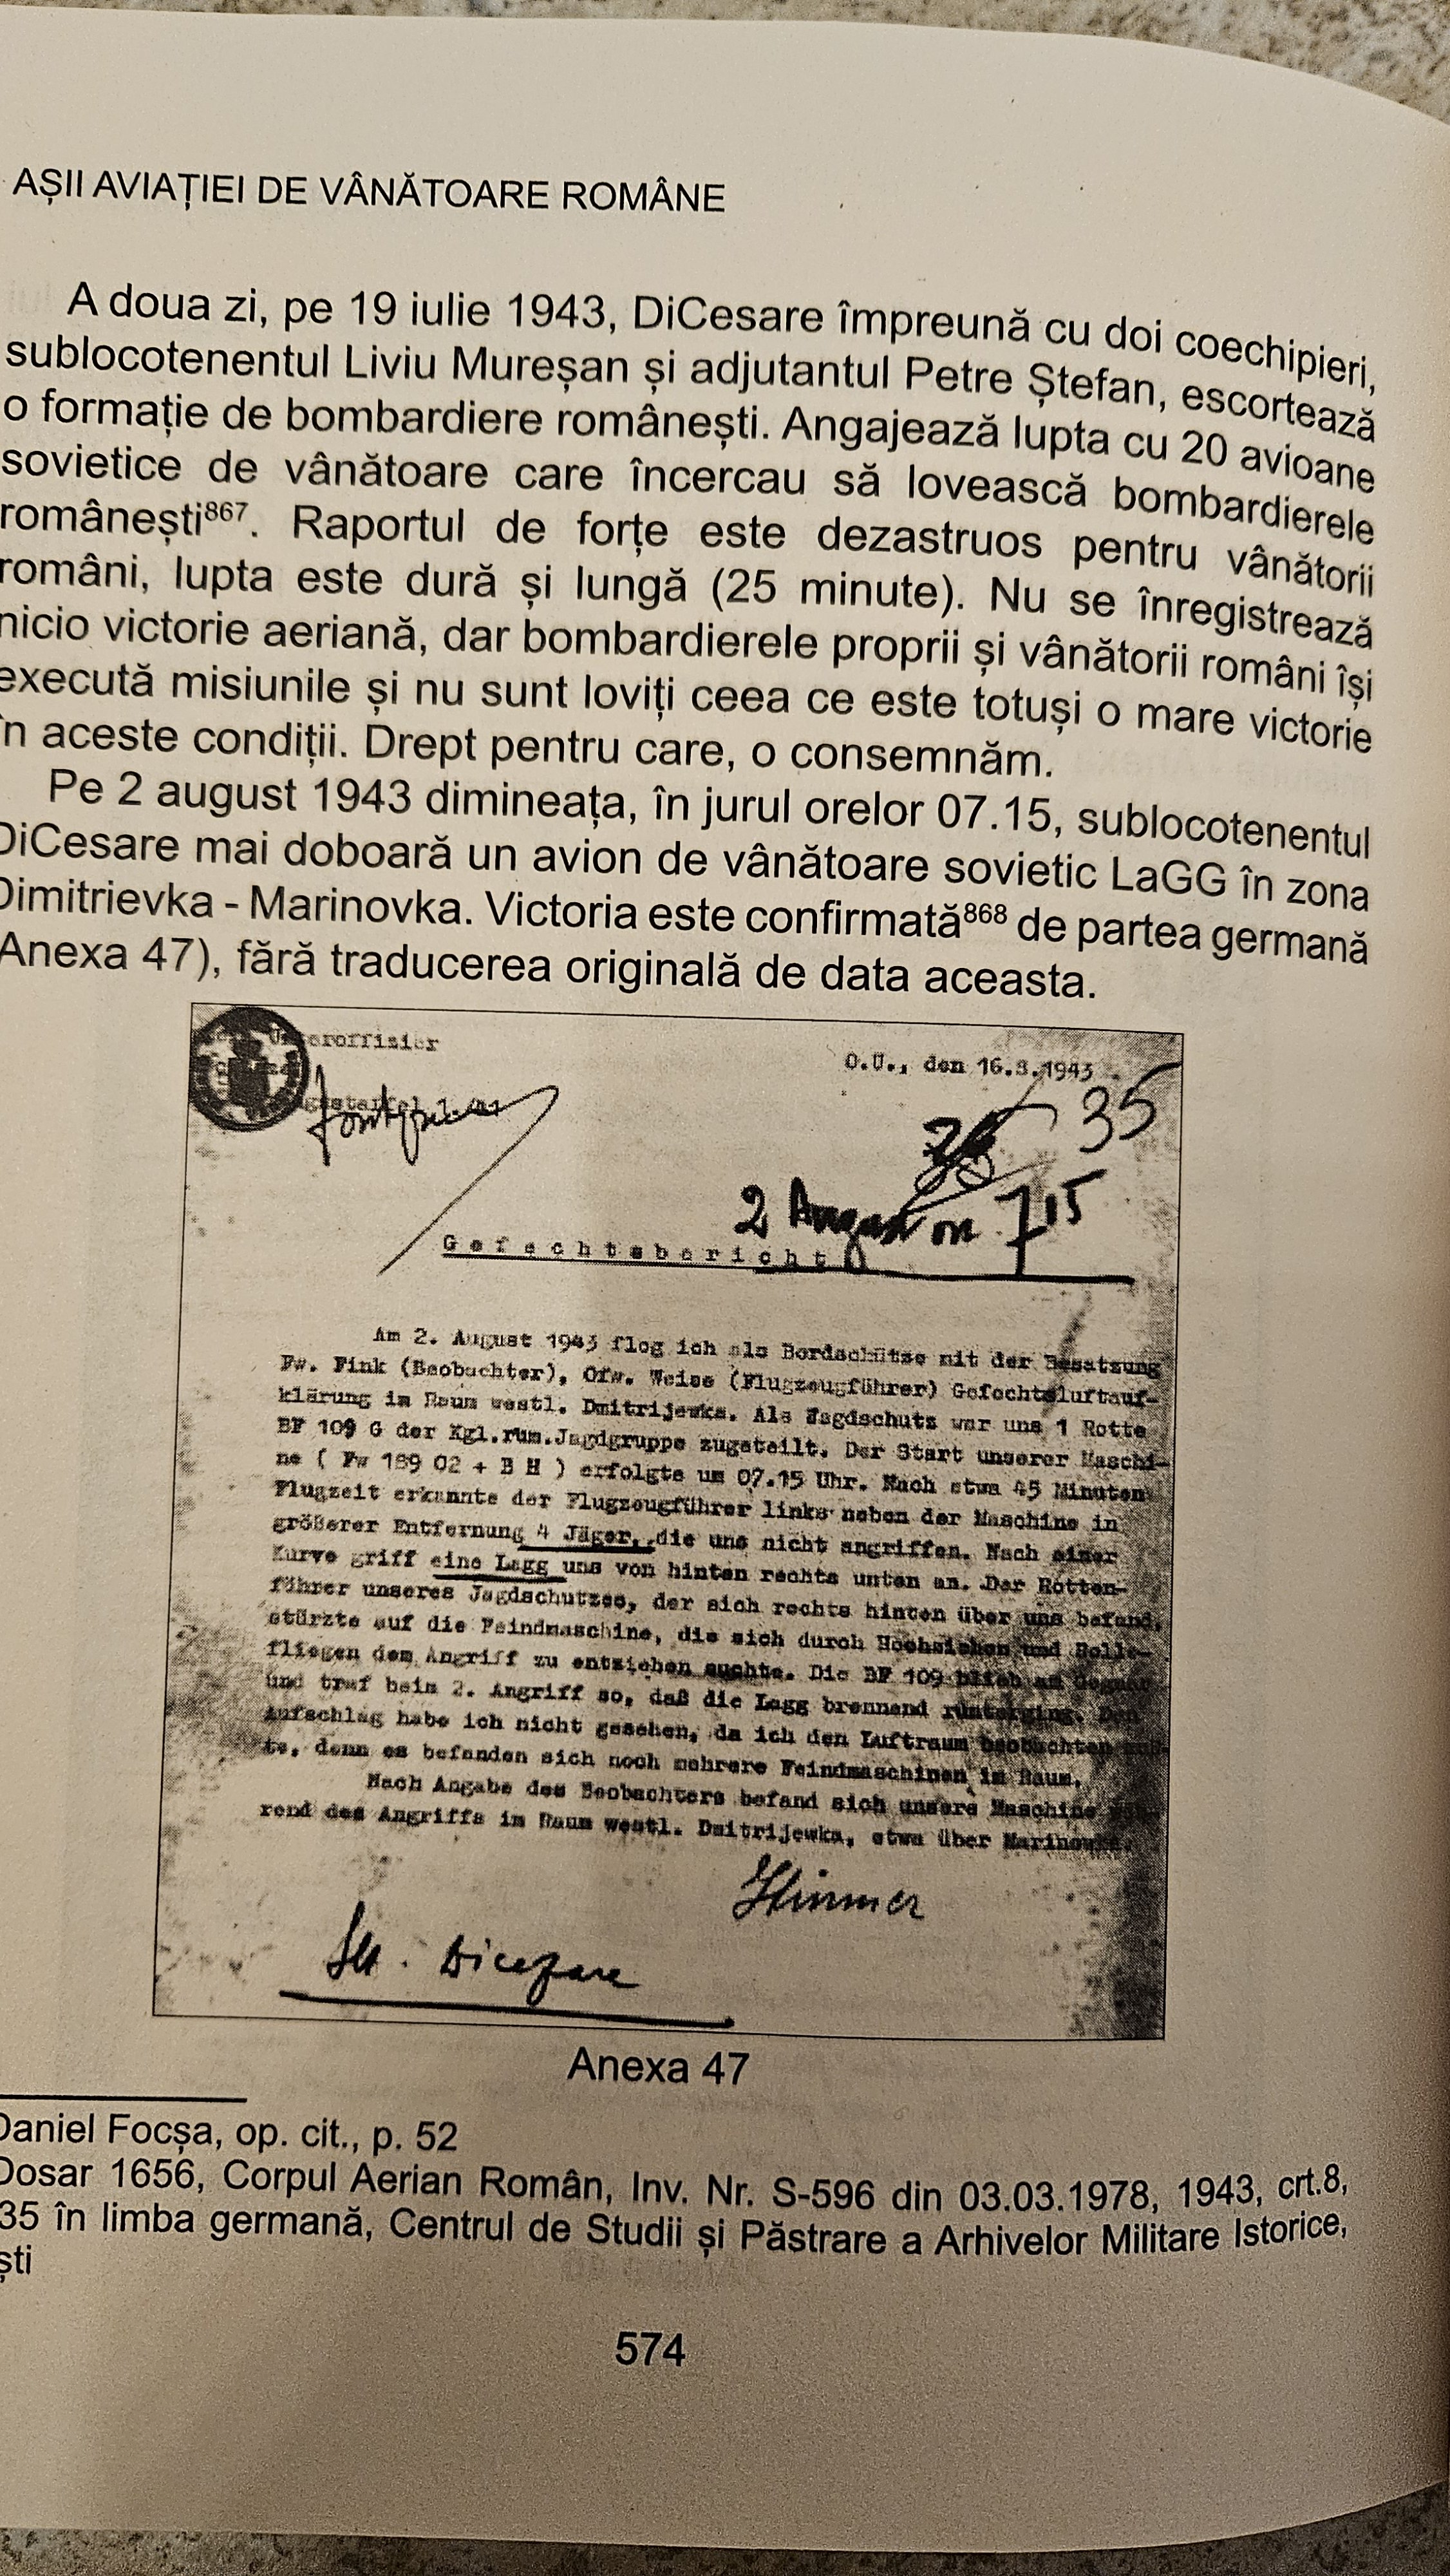 AȘII AVIAȚIEI DE VÂNĂTOARE ROMÂNE
A doua zi, pe 19 iulie 1943, DiCesare împreună cu doi coechipieri,
sublocotenentul Liviu Mureșan și adjutantul Petre Ștefan, escortează
o formație de bombardiere românești. Angajează lupta cu 20 avioane
sovietice de vânătoare care încercau să lovească bombardierele
românești867. Raportul de forțe este dezastruos pentru vânătorii
români, lupta este dură și lungă (25 minute). Nu se înregistrează
nicio victorie aeriană, dar bombardierele proprii și vânătorii români își
execută misiunile și nu sunt loviți ceea ce este totuși o mare victorie
în aceste condiții. Drept pentru care, o consemnăm.
Pe 2 august 1943 dimineața, în jurul orelor 07.15, sublocotenentul
DiCesare mai doboară un avion de vânătoare sovietic LaGG în zona
Dimitrievka - Marinovka. Victoria este confirmată868 de partea germană
Anexa 47), fără traducerea originală de data aceasta.
O.U., den 16.8.1943
35
2 August 715
Gefechtsbericht
Am 2. August 1943 flog ich als Bordschütze mit der Besatzung
Fw. Fink (Beobachter), Ofw. Weise (Flugzeugführer) Gefechtsluftauf-
klärung im Raum westl. Dmitrijewka. Als Jagdschutz war uns 1 Rotte
BF 109 G der Kgl.rum.Jagdgruppe zugeteilt. Der Start unserer Maschi-
ne ( Fw 189 O2 + B H ) erfolgte um 07.15 Uhr. Nach etwa 45 Minuten
Flugzeit erkannte der Flugzeugführer links neben der Maschine in
größerer Entfernung 4 Jäger, die uns nicht angriffen. Nach einer
Kurve griff eine Lagg uns von hinten rechts unten an. Der Rotten-
führer unseres Jagdschutzes, der sich rechts hinten über uns befand,
stürzte auf die Feindmaschine, die sich durch Hochziehen und Rolle-
fliegen dem Angriff zu entziehen suchte. Die BF 109 blieb am Gegner
und traf beim 2. Angriff so, daß die Lagg brennend runterging. Den
Aufschlag habe ich nicht gesehen, da ich den Luftraum beobachten
te, denn es befanden sich noch mehrere Feindmaschinen im Raum.
Nach Angabe des Beobachters befand sich unsere Maschine
rend des Angriffs im Raum westl. Dmitrijewka, etwa über Marinowka.
Slt. Dicezare
Anexa 47
Daniel Focșa, op. cit., p. 52
Dosar 1656, Corpul Aerian Român, Inv. Nr. S-596 din 03.03.1978, 1943, crt.8,
35 în limba germană, Centrul de Studii și Păstrare a Arhivelor Militare Istorice,
ști
574